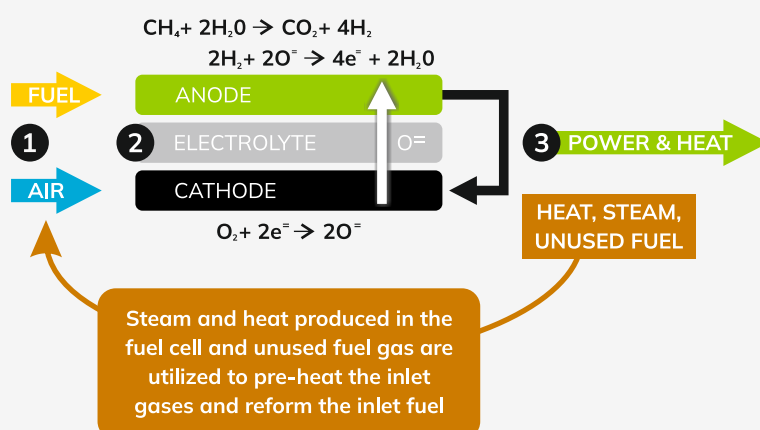 CH₄+ 2H₂0 → CO₂+ 4H₂
2H₂+ 2O⁼ → 4e⁼ + 2H₂0
FUEL
ANODE
1
2
ELECTROLYTE O=
3
POWER & HEAT
AIR
CATHODE
O₂+ 2e⁼ → 2O⁼
HEAT, STEAM,
UNUSED FUEL
Steam and heat produced in the
fuel cell and unused fuel gas are
utilized to pre-heat the inlet
gases and reform the inlet fuel